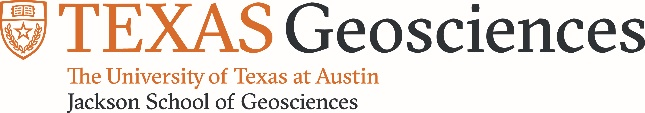 TEXAS Geosciences
The University of Texas at Austin
Jackson School of Geosciences